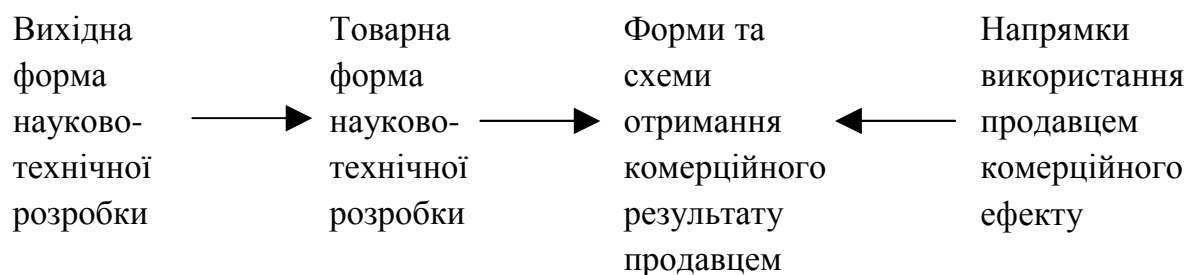 Вихідна
форма
науково-
технічної
розробки
Товарна
форма
науково-
технічної
розробки
Форми та
схеми
отримання
комерційного
результату
продавцем
Напрямки
використання
продавцем
комерційного
ефекту